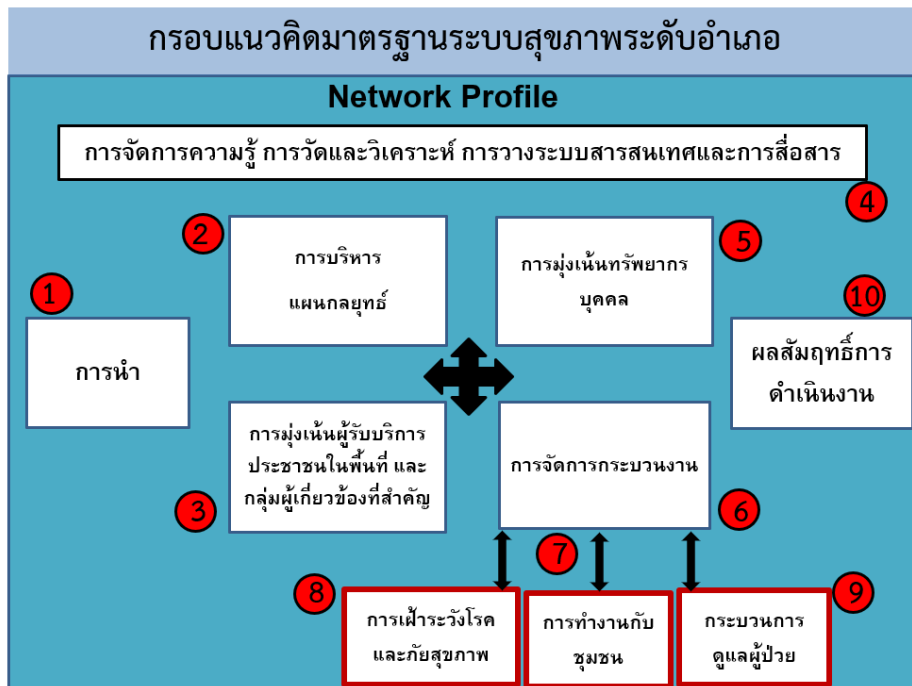 กรอบแนวคิดมาตรฐานระบบสุขภาพระดับอำเภอ
Network Profile
การจัดการความรู้ การวัดและวิเคราะห์ การวางระบบสารสนเทศและการสื่อสาร
4
2
การบริหาร
แผนกลยุทธ์
5
การมุ่งเน้นทรัพยากร
บุคคล
1
การนำ
10
ผลสัมฤทธิ์การ
ดำเนินงาน
3
การมุ่งเน้นผู้รับบริการ
ประชาชนในพื้นที่ และ
กลุ่มผู้เกี่ยวข้องที่สำคัญ
การจัดการกระบวนงาน
6
7
8
การเฝ้าระวังโรค
และภัยสุขภาพ
การทำงานกับ
ชุมชน
9
กระบวนการ
ดูแลผู้ป่วย